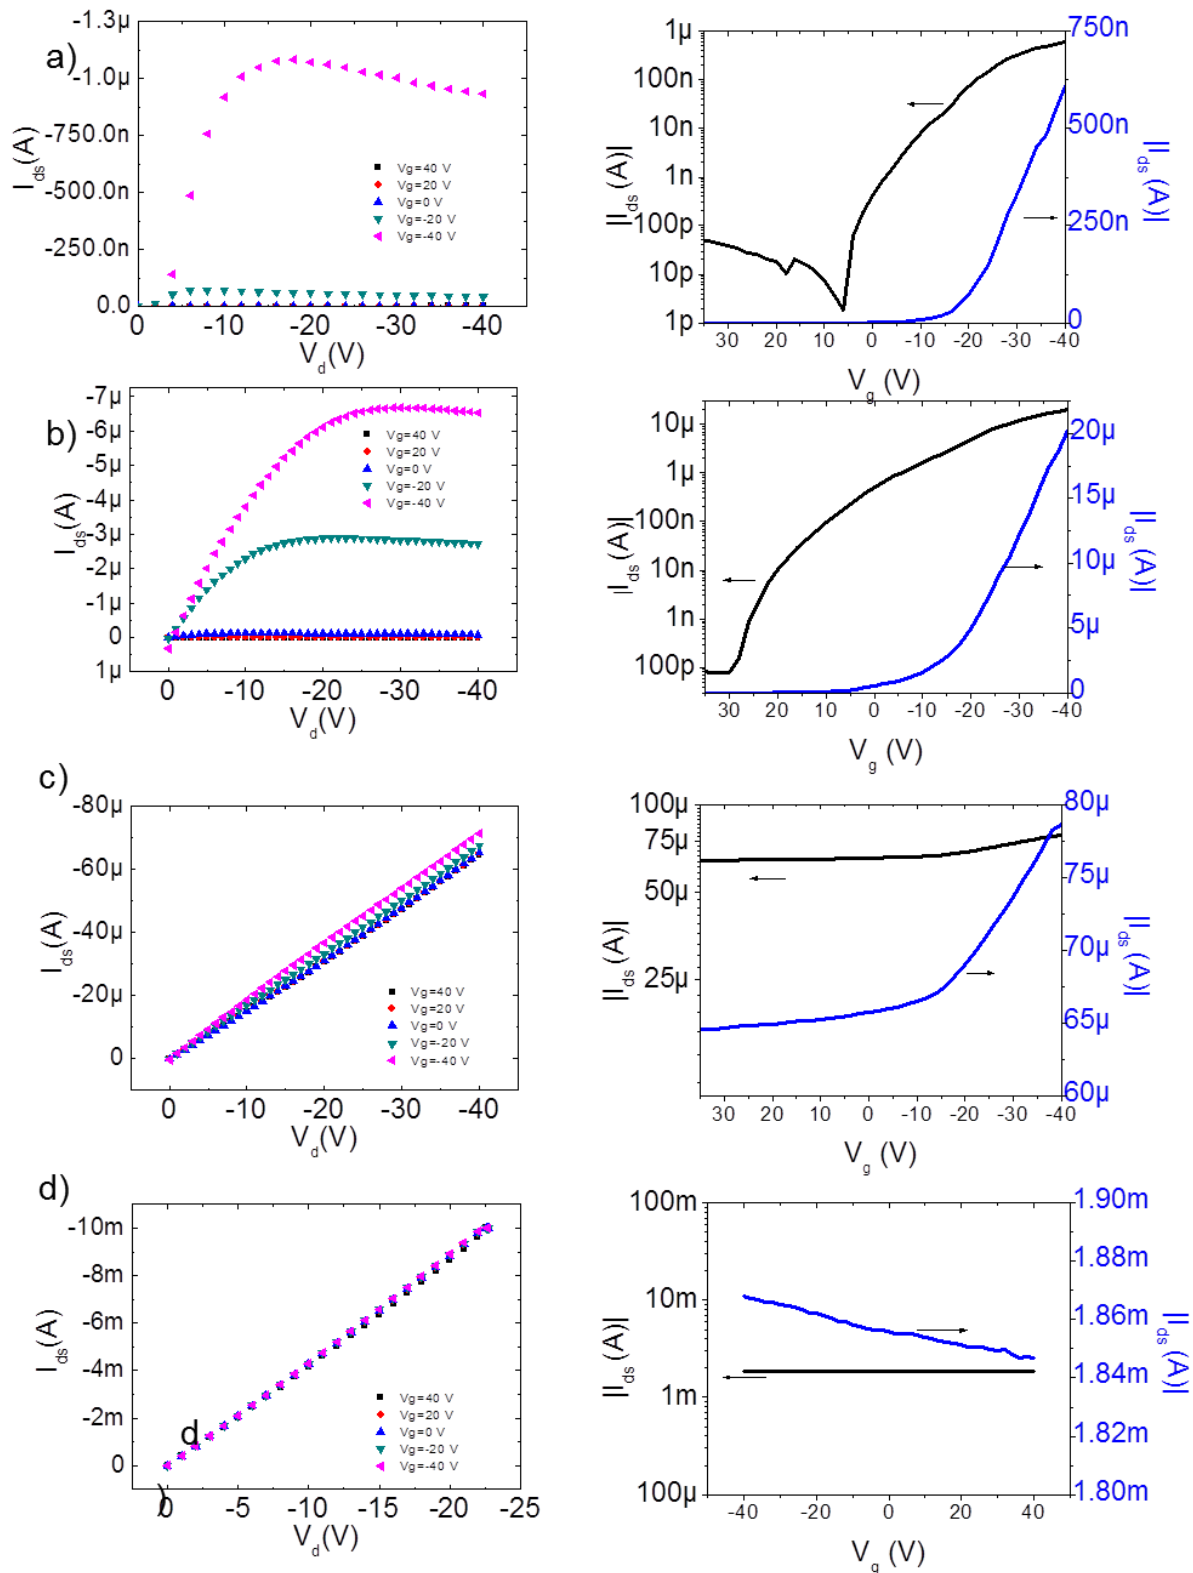 a)
-1.3µ
-1.0µ
-750.0n
-500.0n
-250.0n
0.0
I_ds(A)
Vg=40 V
Vg=20 V
Vg=0 V
Vg=-20 V
Vg=-40 V
0 -10 -20 -30 -40
V_d(V)
1µ
100n
10n
1n
100p
10p
1p
||I_ds (A)|
750n
500n
250n
0
||I_ds (A)|
30 20 10 0 -10 -20 -30 -40
V_g (V)
b)
-7µ
-6µ
-5µ
-4µ
-3µ
-2µ
-1µ
0
1µ
I_ds(A)
Vg=40 V
Vg=20 V
Vg=0 V
Vg=-20 V
Vg=-40 V
0 -10 -20 -30 -40
V_d(V)
10µ
1µ
100n
10n
1n
100p
|I_ds (A)|
20µ
15µ
10µ
5µ
0
||I_ds (A)|
30 20 10 0 -10 -20 -30 -40
V_g (V)
c)
-80µ
-60µ
-40µ
-20µ
0
I_ds(A)
Vg=40 V
Vg=20 V
Vg=0 V
Vg=-20 V
Vg=-40 V
0 -10 -20 -30 -40
V_d(V)
100µ
75µ
50µ
25µ
||I_ds (A)|
80µ
75µ
70µ
65µ
60µ
||I_ds (A)|
30 20 10 0 -10 -20 -30 -40
V_g (V)
d)
-10m
-8m
-6m
-4m
-2m
0
I_ds(A)
d
)
Vg=40 V
Vg=20 V
Vg=0 V
Vg=-20 V
Vg=-40 V
0 -5 -10 -15 -20 -25
V_d(V)
100m
10m
1m
100µ
||I_ds (A)|
1.90m
1.88m
1.86m
1.84m
1.82m
1.80m
||I_ds (A)|
-40 -20 0 20 40
V_g (V)